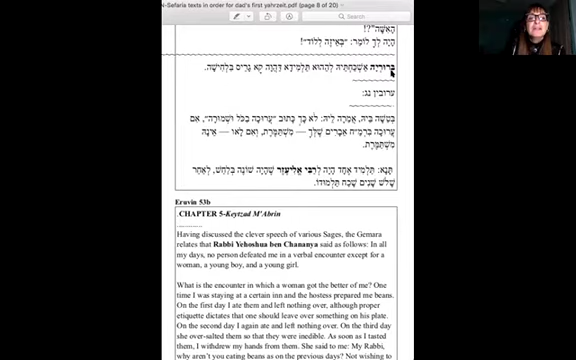 N-Sefaria texts in order for dad's first yahrzeit.pdf (page 8 of 20)
Search
הָאִשָּׁה״?!
הָיָה לְךָ לוֹמַר: ״בְּאֵיזֶה לְלוֹד״!
בְּרוּרְיָה אַשְׁכַּחְתֵּיהּ לְהַהוּא תַּלְמִידָא דַּהֲוָה קָא גָרֵיס בִּלְחִישָׁה.
עֵרוּבִין נג:
בָּטְשָׁה בֵּיהּ, אֲמַרָה לֵיהּ: לֹא כָּךְ כָּתוּב ״עֲרוּכָה בַכֹּל וּשְׁמוּרָה״, אִם
עֲרוּכָה בִּרְמַ״ח אֵבָרִים שֶׁלְּךָ — מִשְׁתַּמֶּרֶת, וְאִם לָאו — אֵינָהּ
מִשְׁתַּמֶּרֶת.
תָּנָא: תַּלְמִיד אֶחָד הָיָה לְרַבִּי אֱלִיעֶזֶר שֶׁהָיָה שׁוֹנֶה בְּלַחַשׁ, לְאַחַר
שָׁלֹשׁ שָׁנִים שָׁכַח תַּלְמוּדוֹ.
Eruvin 53b
CHAPTER 5-Keytzad M'Abrin
Having discussed the clever speech of various Sages, the Gemara
relates that Rabbi Yehoshua ben Chananya said as follows: In all
my days, no person defeated me in a verbal encounter except for a
woman, a young boy, and a young girl.
What is the encounter in which a woman got the better of me? One
time I was staying at a certain inn and the hostess prepared me beans.
On the first day I ate them and left nothing over, although proper
etiquette dictates that one should leave over something on his plate.
On the second day I again ate and left nothing over. On the third day
she over-salted them so that they were inedible. As soon as I tasted
them, I withdrew my hands from them. She said to me: My Rabbi,
why aren't you eating beans as on the previous days? Not wishing to